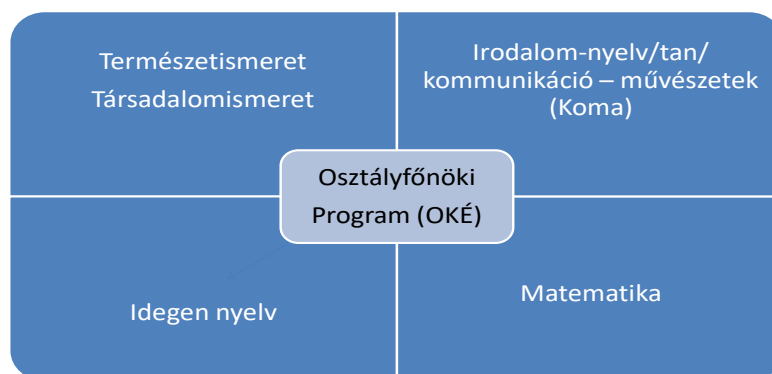 Természetismeret
Társadalomismeret
Irodalom-nyelv/tan/
kommunikáció – művészetek
(Koma)
Osztályfőnöki
Program (OKÉ)
Idegen nyelv
Matematika